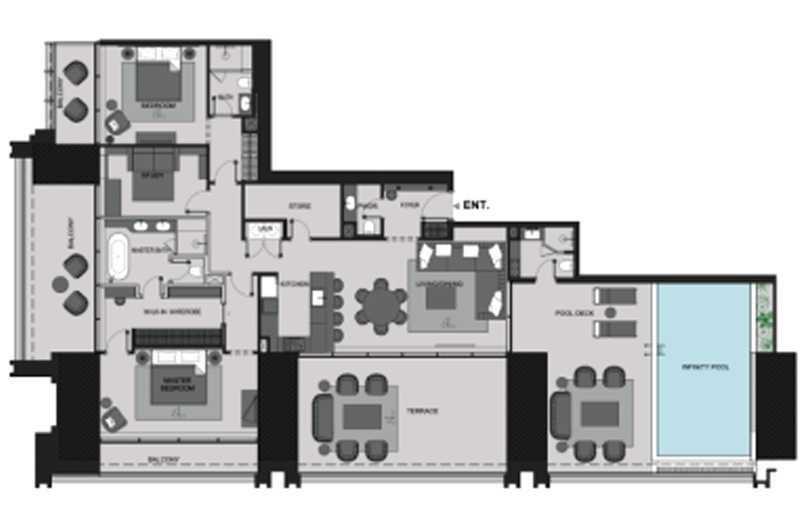 BALCONY
BEDROOM
BATH
STUDY
STORE
FOYER
ENT.
BALCONY
MASTER BATH
KITCHEN
LIVING/DINING
WALK-IN WARDROBE
POOL DECK
INFINITY POOL
MASTER
BEDROOM
TERRACE
BALCONY